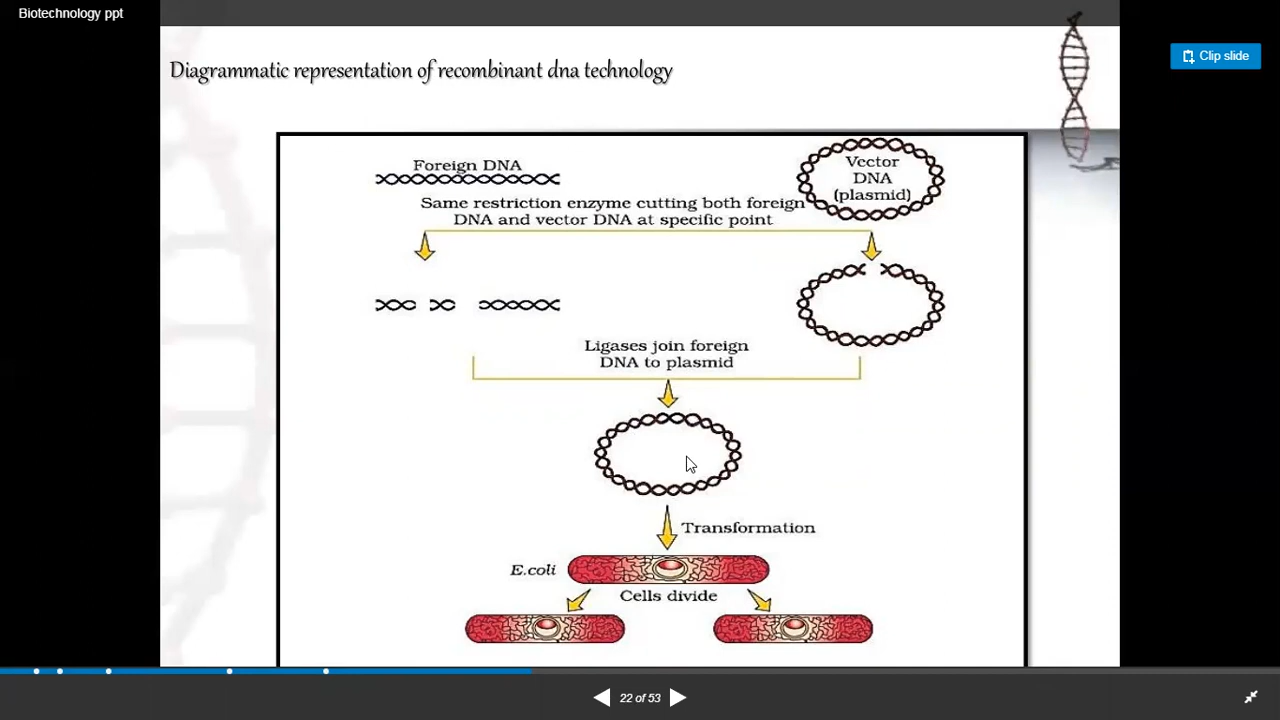 Biotechnology ppt
Clip slide
Diagrammatic representation of recombinant dna technology
Foreign DNA
Vector
DNA
(plasmid)
Same restriction enzyme cutting both foreign
DNA and vector DNA at specific point
Ligases join foreign
DNA to plasmid
Transformation
E.coli
Cells divide
22 of 53